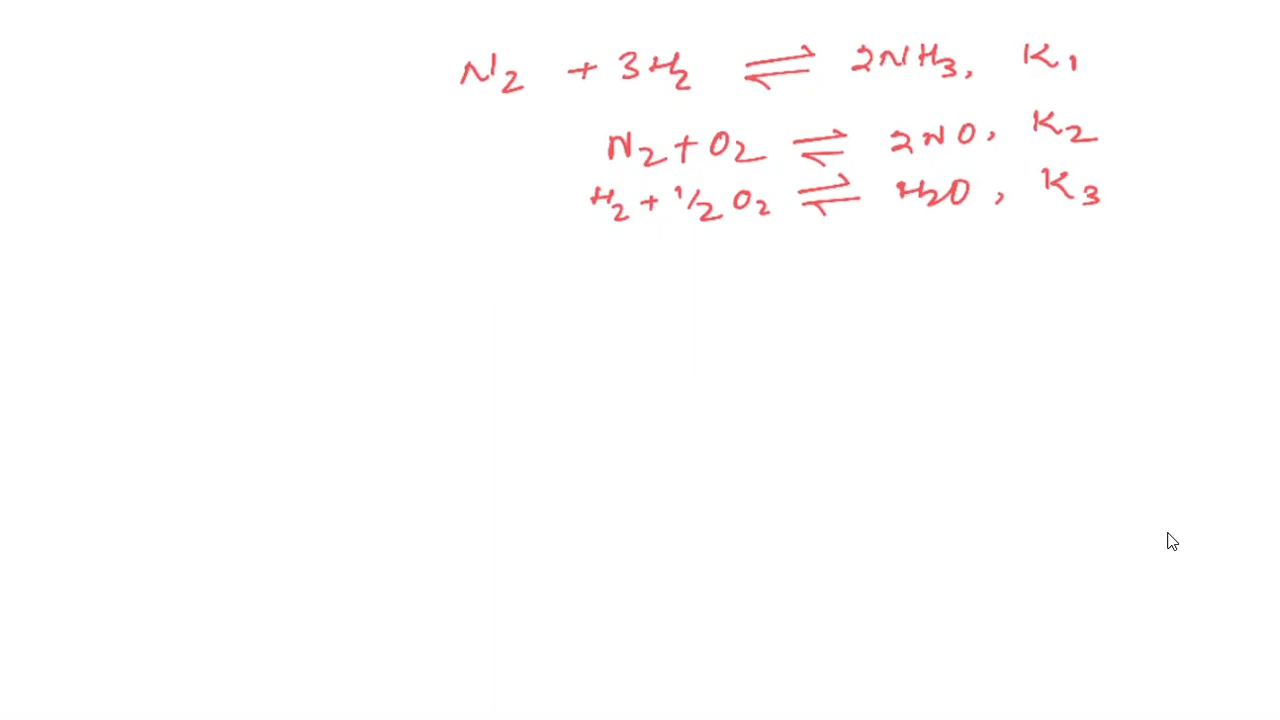 N₂ + 3H₂ ⇌ 2NH₃, K₁
N₂ + O₂ ⇌ 2NO, K₂
H₂ + 1/2 O₂ ⇌ H₂O, K₃